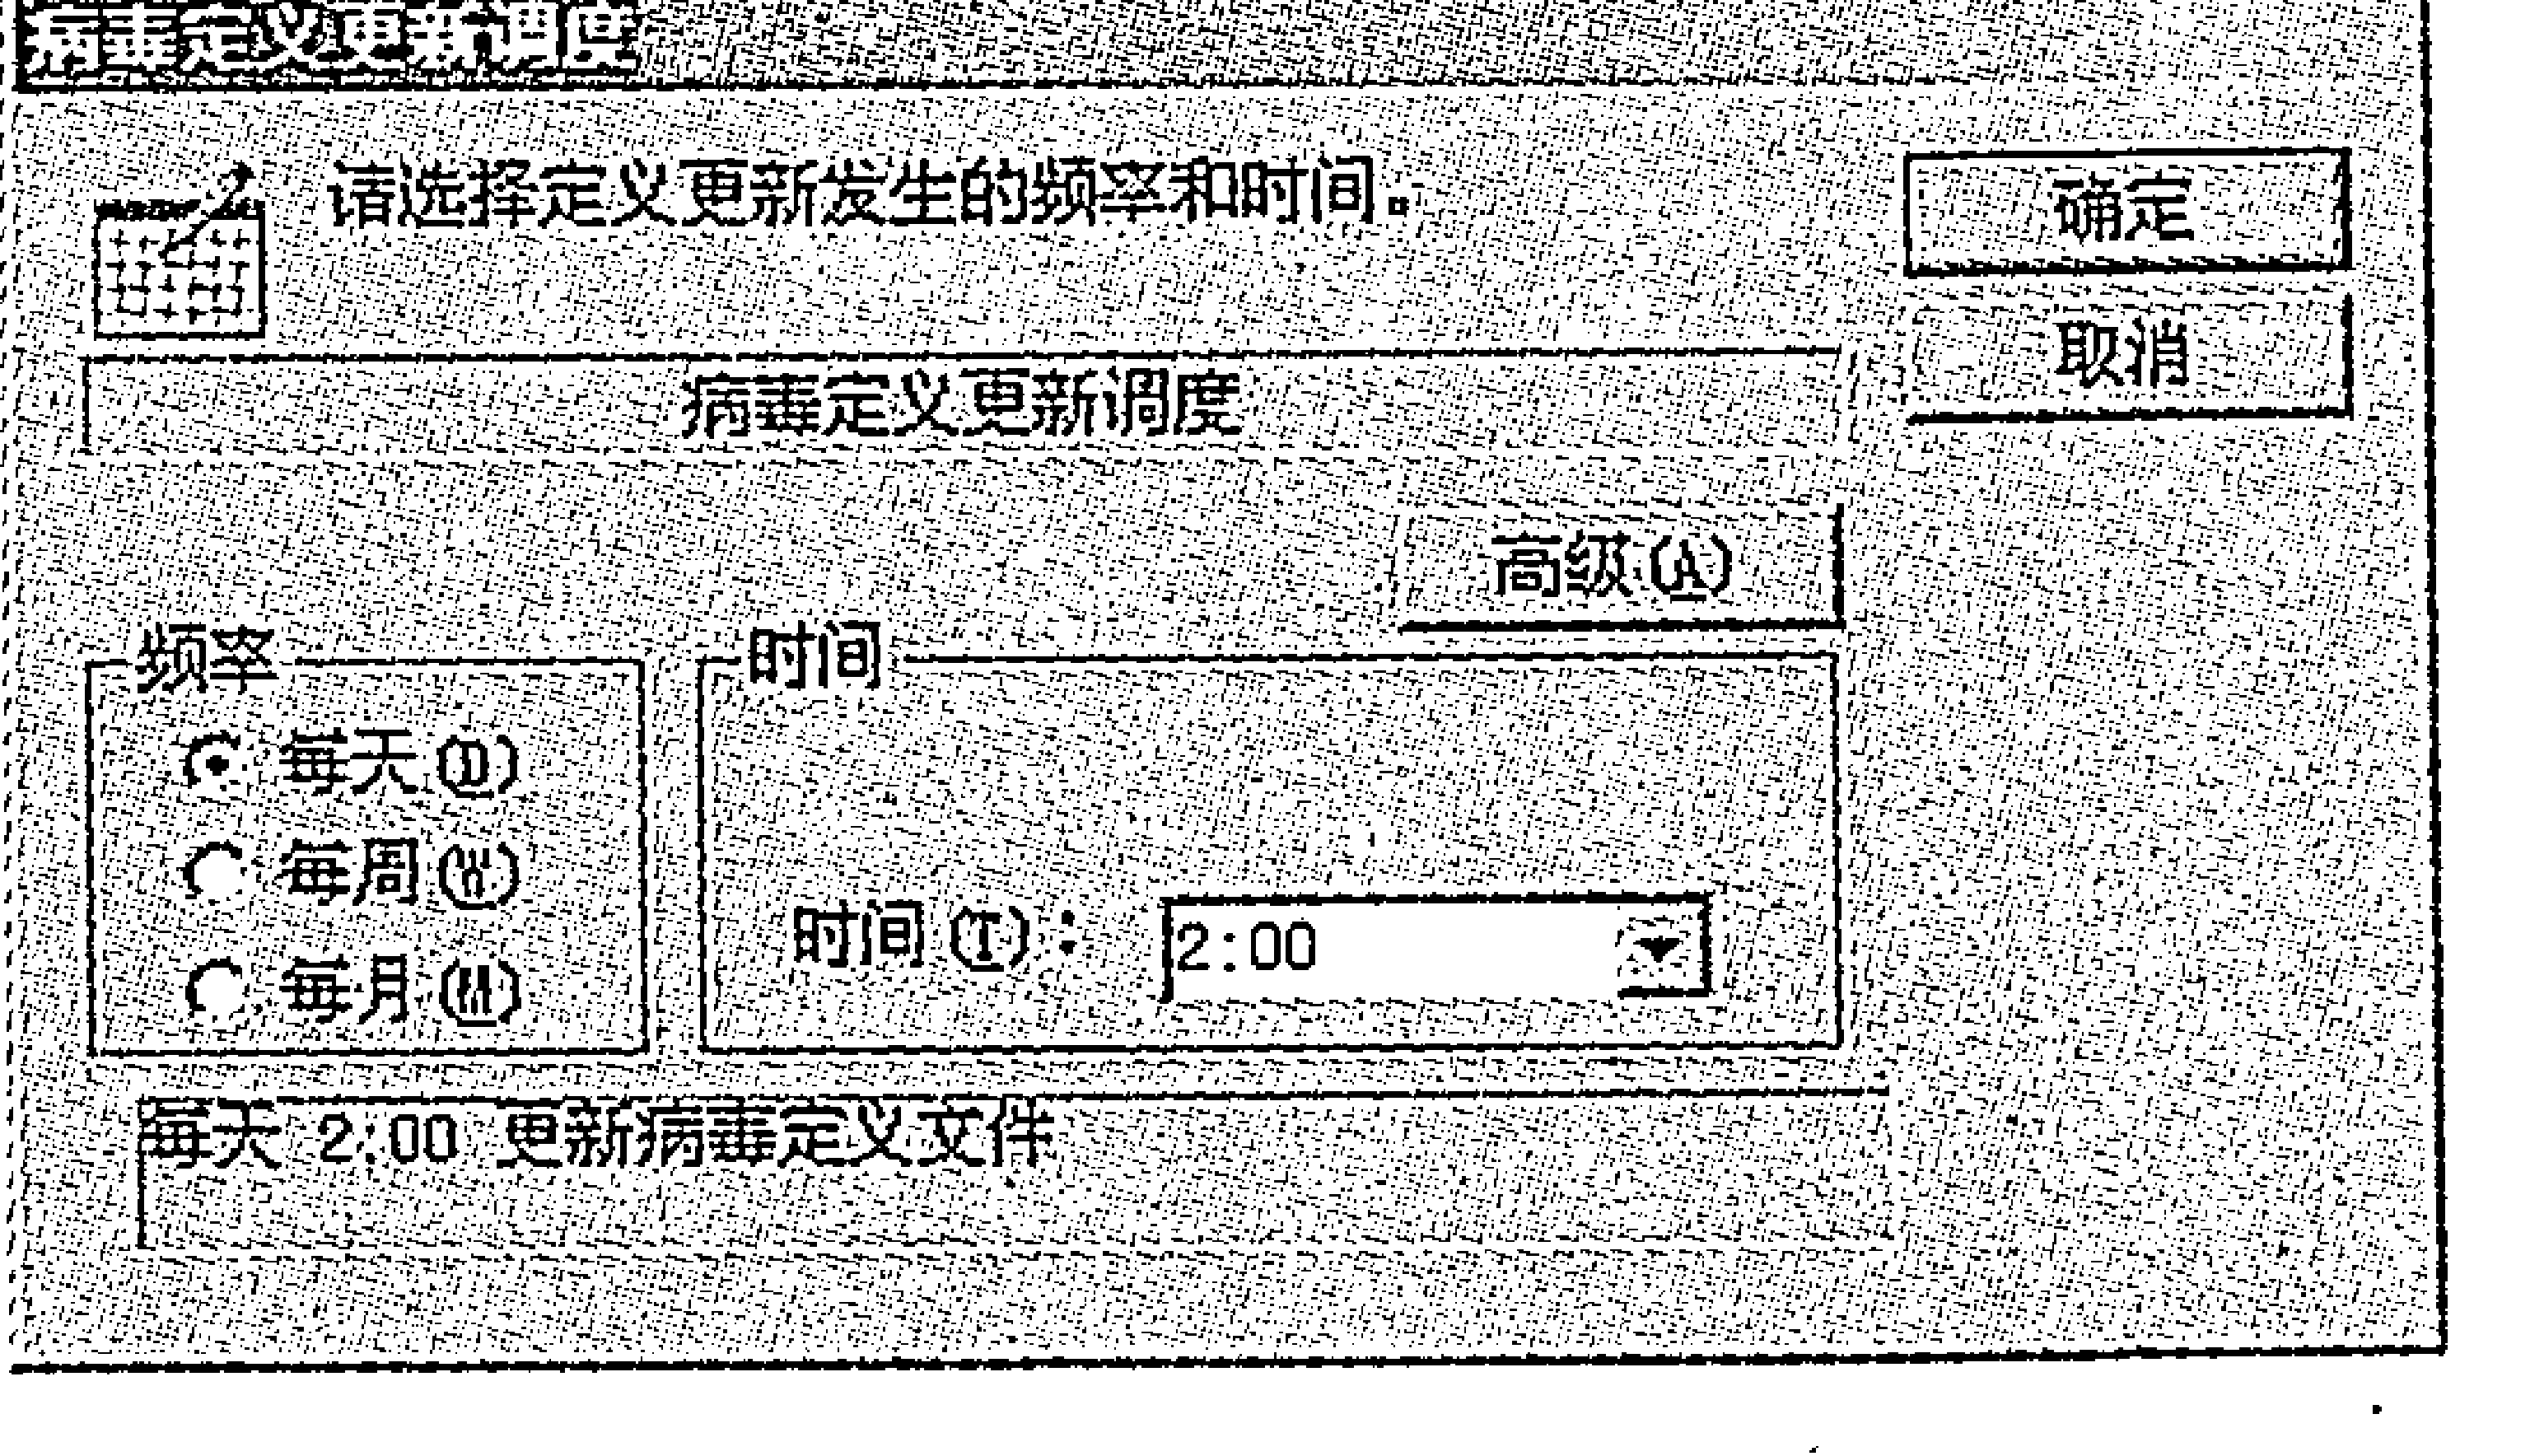 病毒定义更新调度
请选择定义更新发生的频率和时间。
确定
取消
病毒定义更新调度
高级(A)
频率
时间
每天(D)
每周(W)
每月(M)
时间(T):
2:00
每天 2:00 更新病毒定义文件